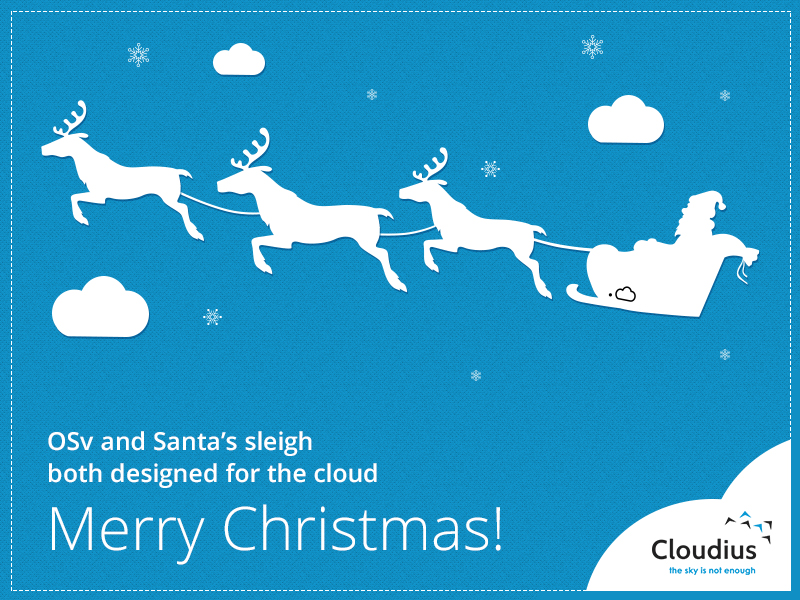 OSv and Santa’s sleigh
both designed for the cloud
Merry Christmas!
Cloudius
the sky is not enough